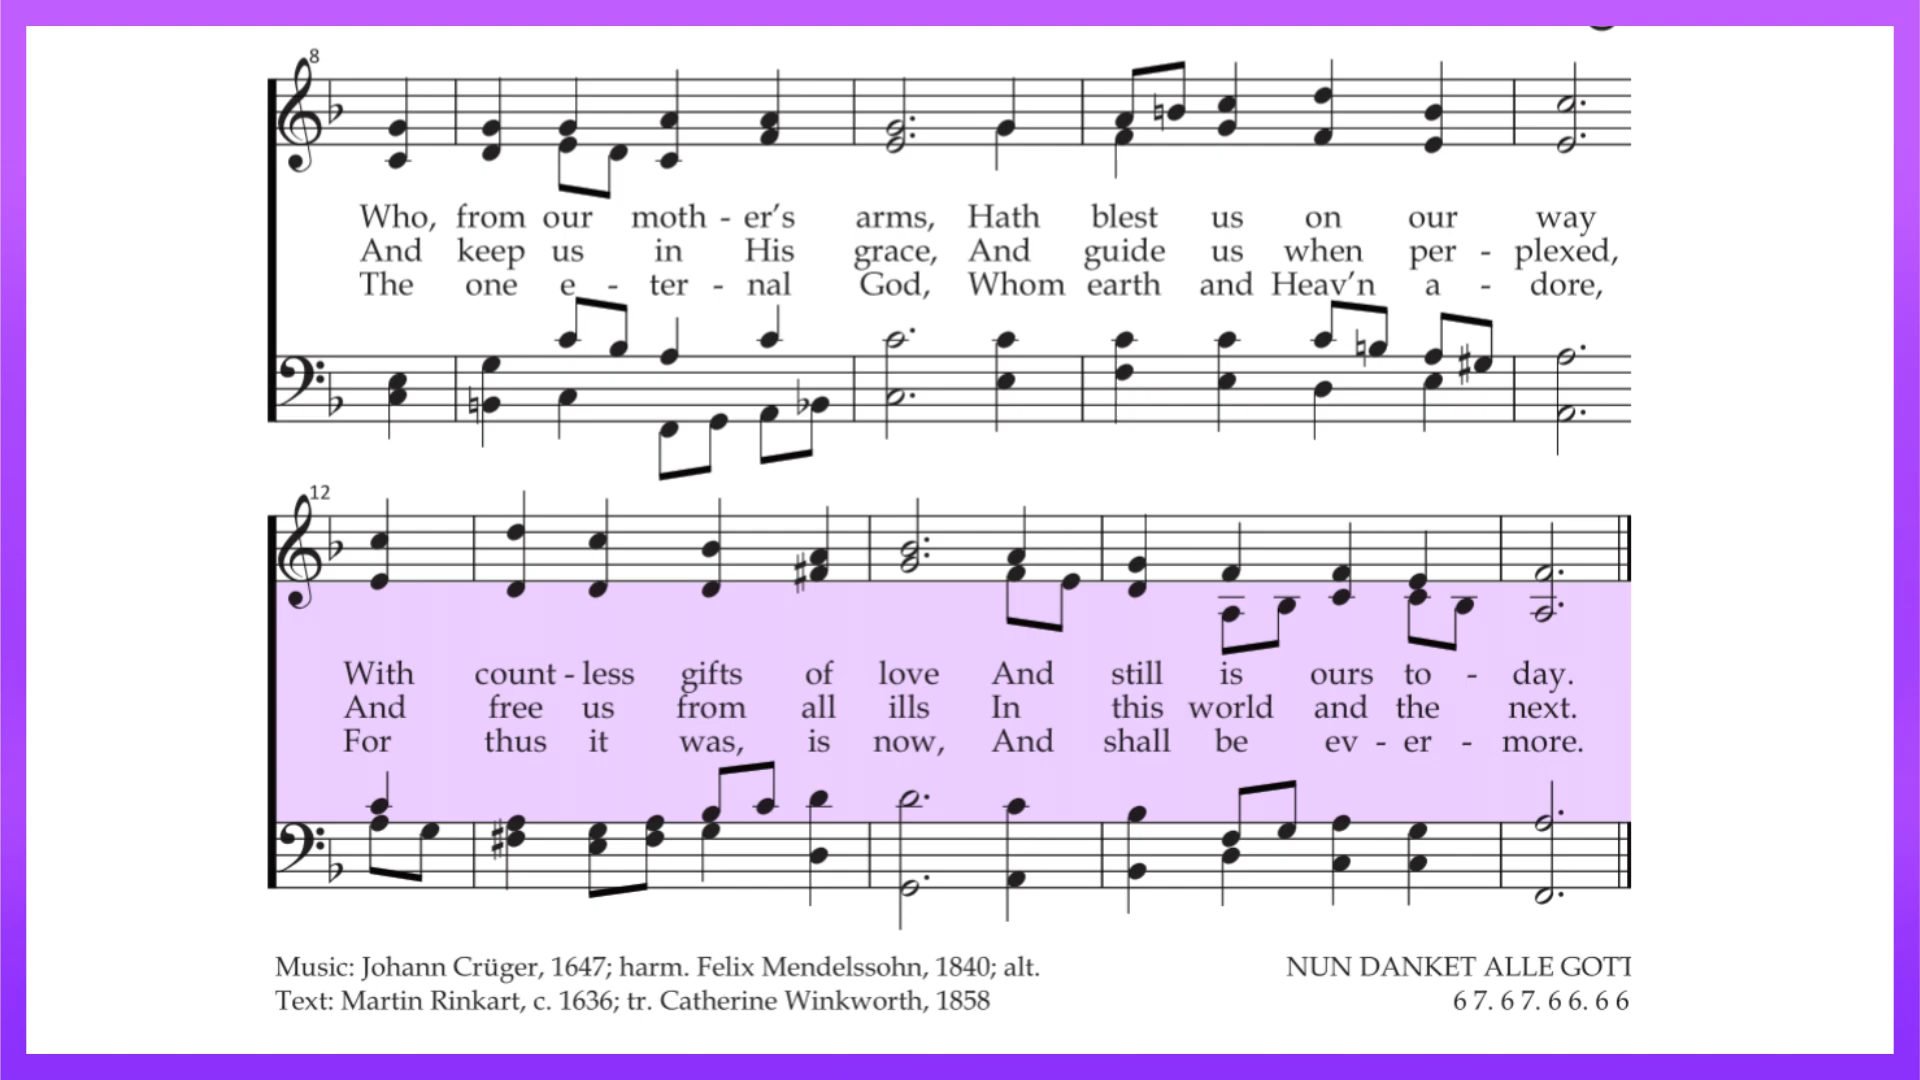 8
Who, from our moth - er's arms, Hath blest us on our way
And keep us in His grace, And guide us when per - plexed,
The one e - ter - nal God, Whom earth and Heav'n a - dore,
12
With count - less gifts of love And still is ours to - day.
And free us from all ills In this world and the next.
For thus it was, is now, And shall be ev - er - more.
Music: Johann Crüger, 1647; harm. Felix Mendelssohn, 1840; alt.
NUN DANKET ALLE GOTT
Text: Martin Rinkart, c. 1636; tr. Catherine Winkworth, 1858
6 7. 6 7. 6 6. 6 6